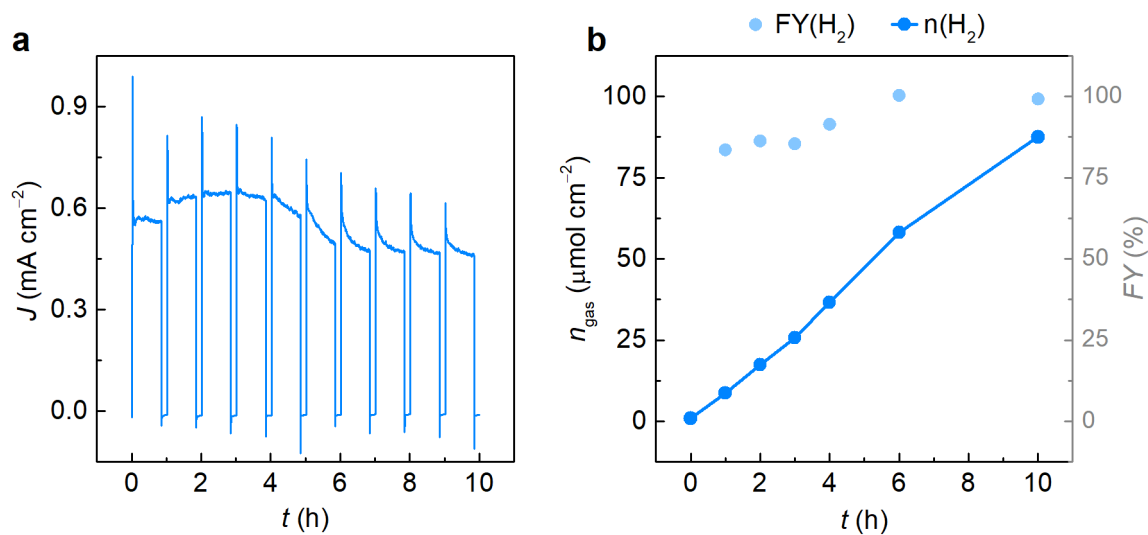 a
0.9
0.6
0.3
0.0
J (mA cm⁻²)
0 2 4 6 8 10
t (h)
b
FY(H₂) n(H₂)
100
75
50
25
0
n_gas (μmol cm⁻²)
100
75
50
25
0
FY (%)
0 2 4 6 8 10
t (h)